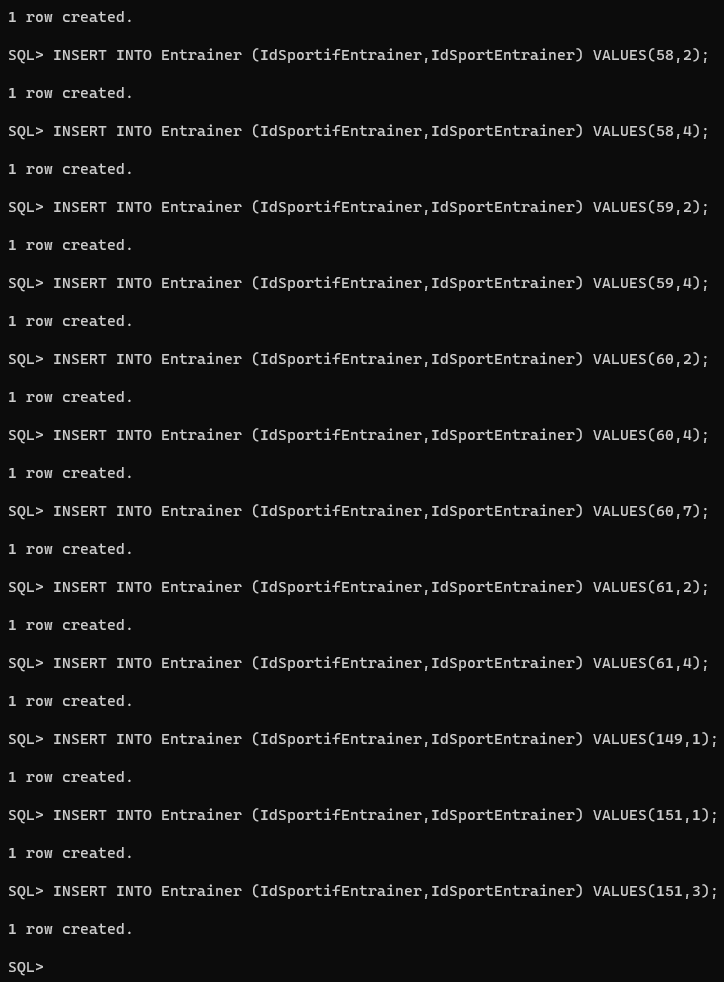 1 row created.
SQL> INSERT INTO Entrainer (IdSportifEntrainer,IdSportEntrainer) VALUES(58,2);
1 row created.
SQL> INSERT INTO Entrainer (IdSportifEntrainer,IdSportEntrainer) VALUES(58,4);
1 row created.
SQL> INSERT INTO Entrainer (IdSportifEntrainer,IdSportEntrainer) VALUES(59,2);
1 row created.
SQL> INSERT INTO Entrainer (IdSportifEntrainer,IdSportEntrainer) VALUES(59,4);
1 row created.
SQL> INSERT INTO Entrainer (IdSportifEntrainer,IdSportEntrainer) VALUES(60,2);
1 row created.
SQL> INSERT INTO Entrainer (IdSportifEntrainer,IdSportEntrainer) VALUES(60,4);
1 row created.
SQL> INSERT INTO Entrainer (IdSportifEntrainer,IdSportEntrainer) VALUES(60,7);
1 row created.
SQL> INSERT INTO Entrainer (IdSportifEntrainer,IdSportEntrainer) VALUES(61,2);
1 row created.
SQL> INSERT INTO Entrainer (IdSportifEntrainer,IdSportEntrainer) VALUES(61,4);
1 row created.
SQL> INSERT INTO Entrainer (IdSportifEntrainer,IdSportEntrainer) VALUES(149,1);
1 row created.
SQL> INSERT INTO Entrainer (IdSportifEntrainer,IdSportEntrainer) VALUES(151,1);
1 row created.
SQL> INSERT INTO Entrainer (IdSportifEntrainer,IdSportEntrainer) VALUES(151,3);
1 row created.
SQL>